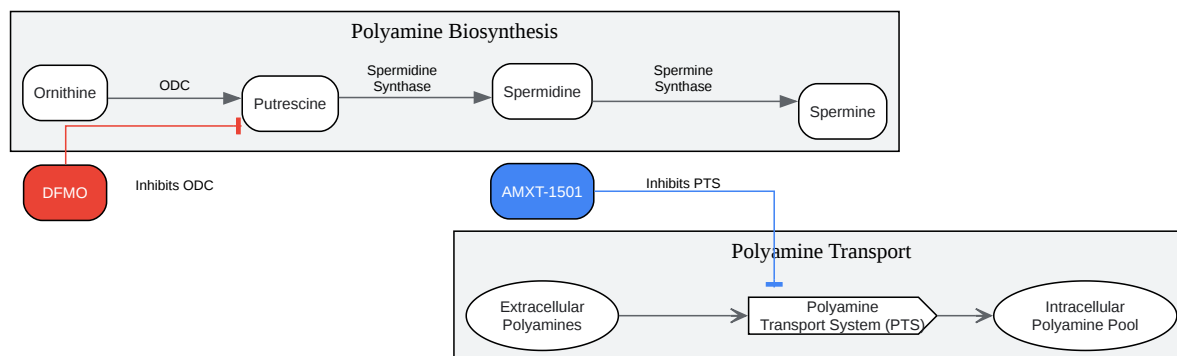 Polyamine Biosynthesis
Ornithine
ODC
Putrescine
Spermidine
Synthase
Spermidine
Spermine
Synthase
Spermine
DFMO
Inhibits ODC
AMXT-1501
Inhibits PTS
Polyamine Transport
Extracellular
Polyamines
Polyamine
Transport System (PTS)
Intracellular
Polyamine Pool